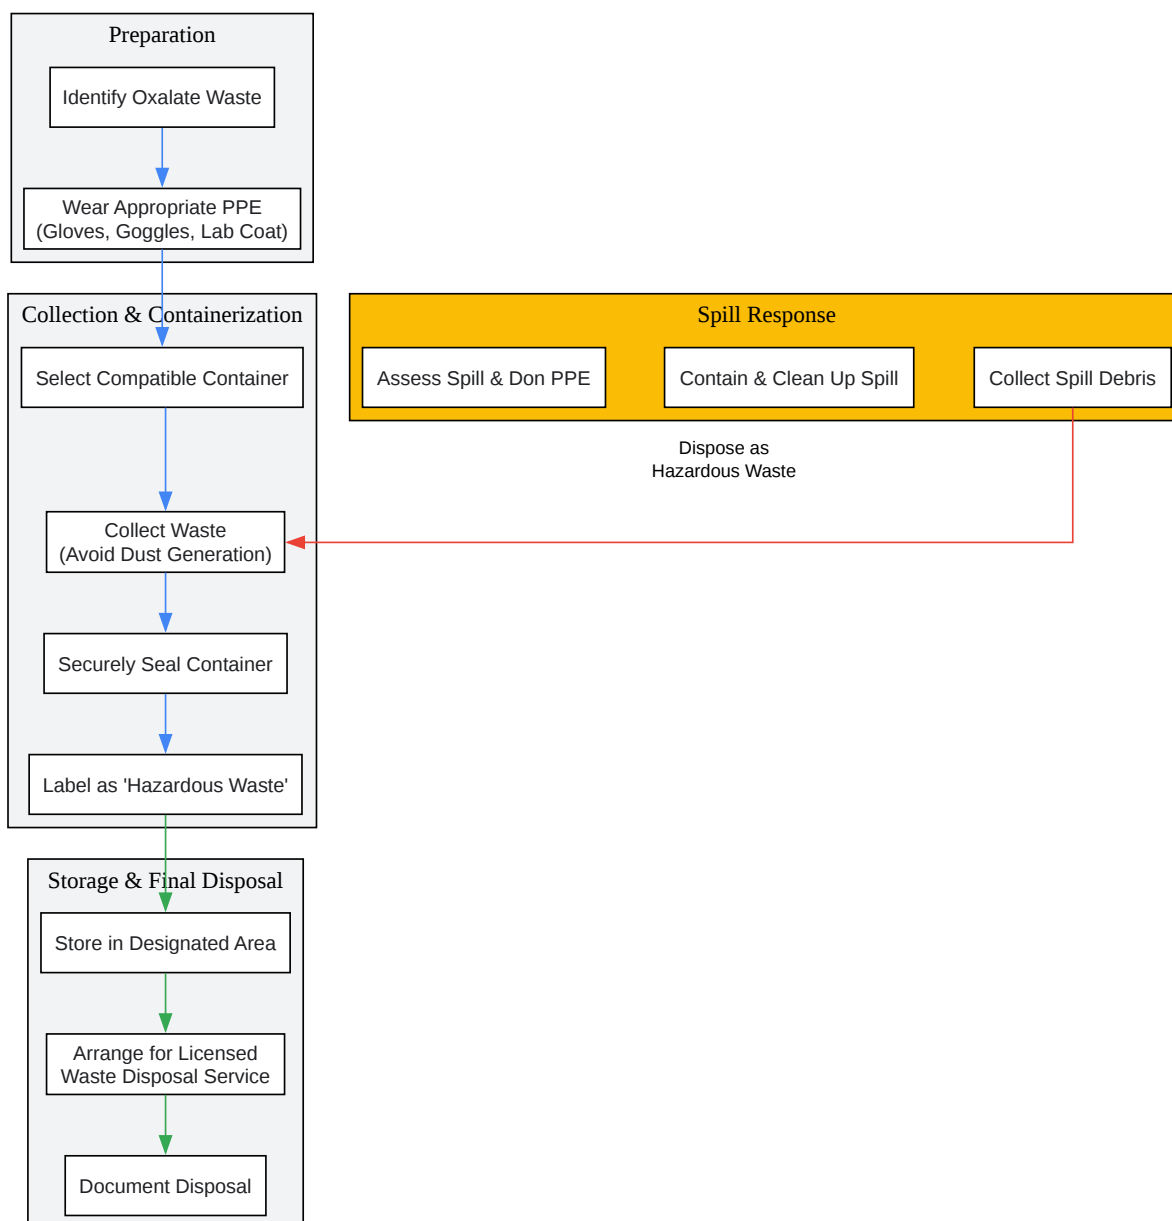 Preparation
Identify Oxalate Waste
Wear Appropriate PPE
(Gloves, Goggles, Lab Coat)
Collection & Containerization
Select Compatible Container
Collect Waste
(Avoid Dust Generation)
Securely Seal Container
Label as 'Hazardous Waste'
Spill Response
Assess Spill & Don PPE
Contain & Clean Up Spill
Collect Spill Debris
Dispose as
Hazardous Waste
Storage & Final Disposal
Store in Designated Area
Arrange for Licensed
Waste Disposal Service
Document Disposal